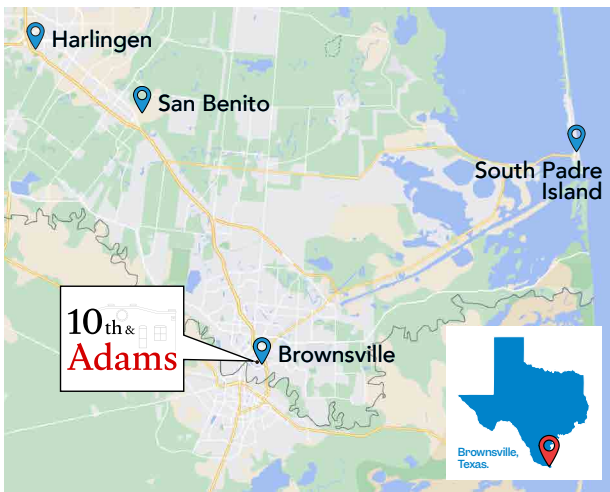 Harlingen
San Benito
South Padre
Island
10th &
Adams
Brownsville
Brownsville,
Texas.